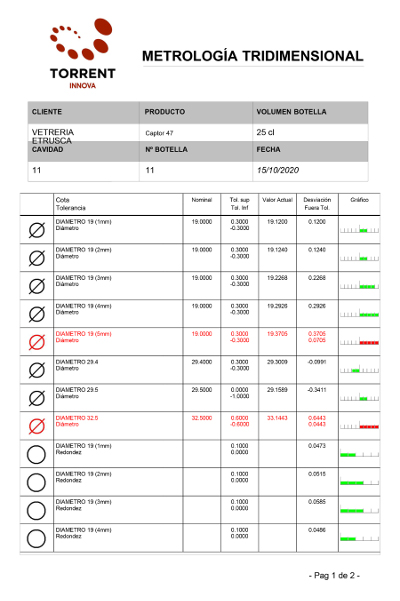 TORRENT
INNOVA
METROLOGÍA TRIDIMENSIONAL
CLIENTE PRODUCTO VOLUMEN BOTELLA
VETRERIA ETRUSCA Captor 47 25 cl
CAVIDAD Nº BOTELLA FECHA
11 11 15/10/2020
Cota Nominal Tol. sup Valor Actual Desviación Gráfico
Tolerancia Tol. Inf Fuera Tol.
DIAMETRO 19 (1mm) 19.0000 0.3000 19.1200 0.1200
Diámetro -0.3000
DIAMETRO 19 (2mm) 19.0000 0.3000 19.1240 0.1240
Diámetro -0.3000
DIAMETRO 19 (3mm) 19.0000 0.3000 19.2268 0.2268
Diámetro -0.3000
DIAMETRO 19 (4mm) 19.0000 0.3000 19.2926 0.2926
Diámetro -0.3000
DIAMETRO 19 (5mm) 19.0000 0.3000 19.3705 0.3705
Diámetro -0.3000 0.0705
DIAMETRO 29.4 29.4000 0.3000 29.3009 -0.0991
Diámetro -0.3000
DIAMETRO 29.5 29.5000 0.0000 29.1589 -0.3411
Diámetro -1.0000
DIAMETRO 32.5 32.5000 0.6000 33.1443 0.6443
Diámetro -0.6000 0.0443
DIAMETRO 19 (1mm) 0.1000 0.0473
Redondez 0.0000
DIAMETRO 19 (2mm) 0.1000 0.0515
Redondez 0.0000
DIAMETRO 19 (3mm) 0.1000 0.0585
Redondez 0.0000
DIAMETRO 19 (4mm) 0.1000 0.0486
Redondez 0.0000
- Pag 1 de 2 -